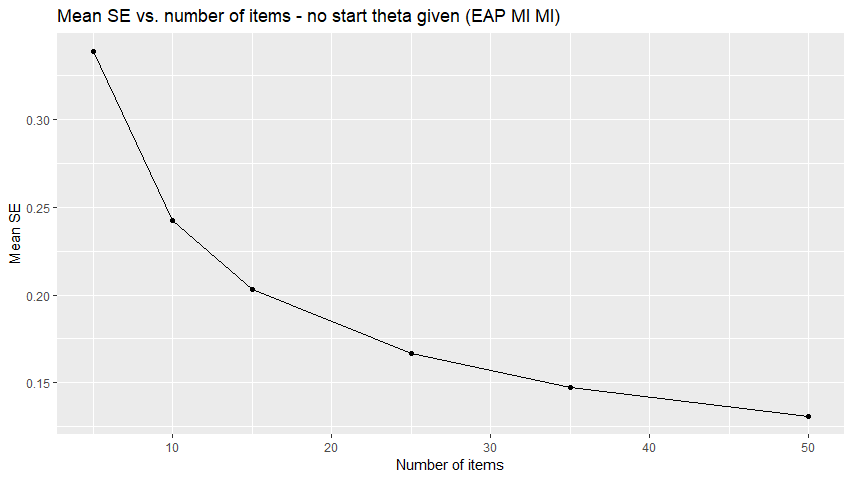 Mean SE vs. number of items - no start theta given (EAP MI MI)
Mean SE
0.30
0.25
0.20
0.15
10 20 30 40 50
Number of items